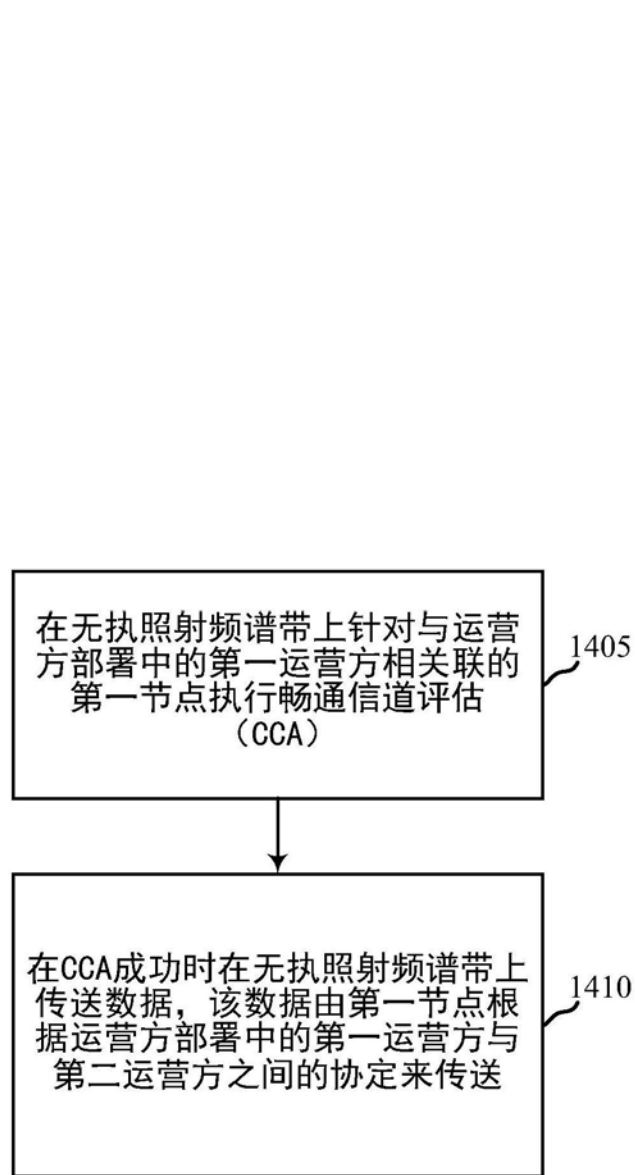 在无执照射频谱带上针对与运营
方部署中的第一运营方相关联的
第一节点执行畅通信道评估
（CCA）
1405
在CCA成功时在无执照射频谱带上
传送数据，该数据由第一节点根
据运营方部署中的第一运营方与
第二运营方之间的协定来传送
1410